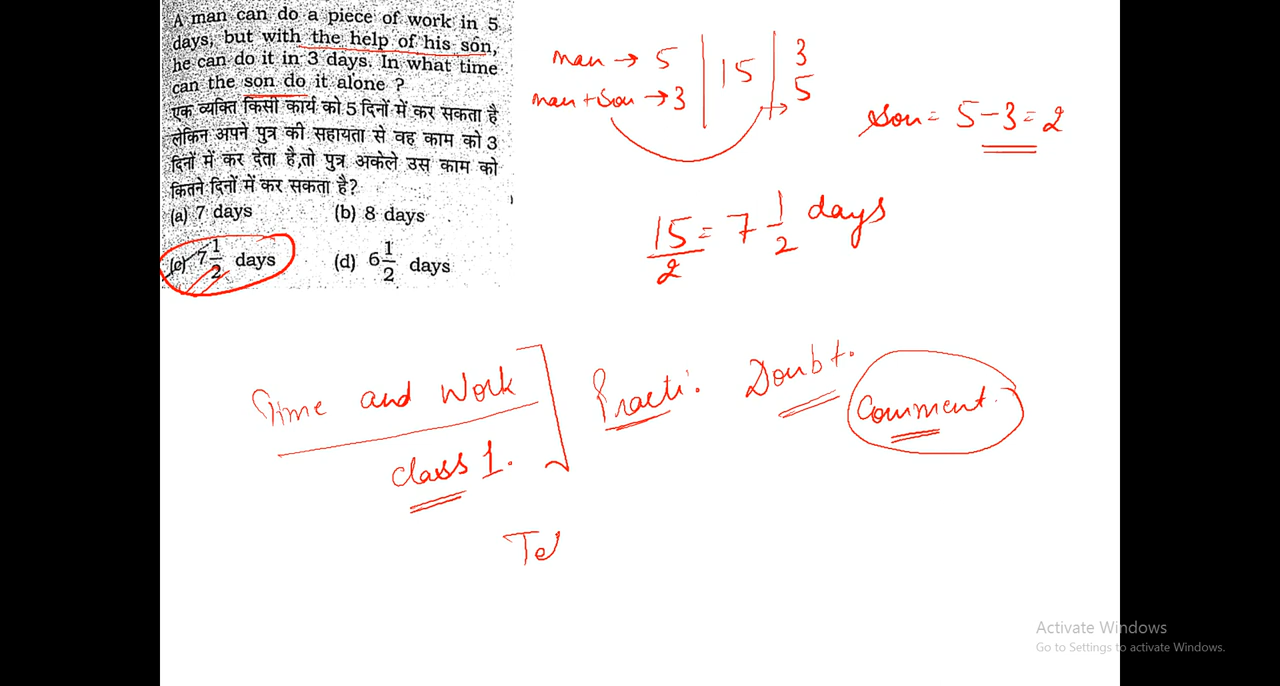 A man can do a piece of work in 5
days, but with the help of his son,
he can do it in 3 days. In what time
can the son do it alone ?
एक व्यक्ति किसी कार्य को 5 दिनों में कर सकता है
लेकिन अपने पुत्र की सहायता से वह काम को 3
दिनों में कर देता है,तो पुत्र अकेले उस काम को
कितने दिनों में कर सकता है?
(a) 7 days (b) 8 days
(c) 7 1/2 days (d) 6 1/2 days
man → 5 | 15 | 3
man + son → 3 5
son = 5 - 3 = 2
15/2 = 7 1/2 days
Time and Work
class 1.
Practi.
Doubt.
Comment.
Te
Activate Windows
Go to Settings to activate Windows.